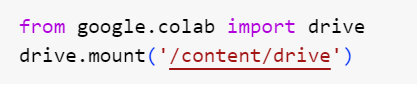 from google.colab import drive
drive.mount('/content/drive')